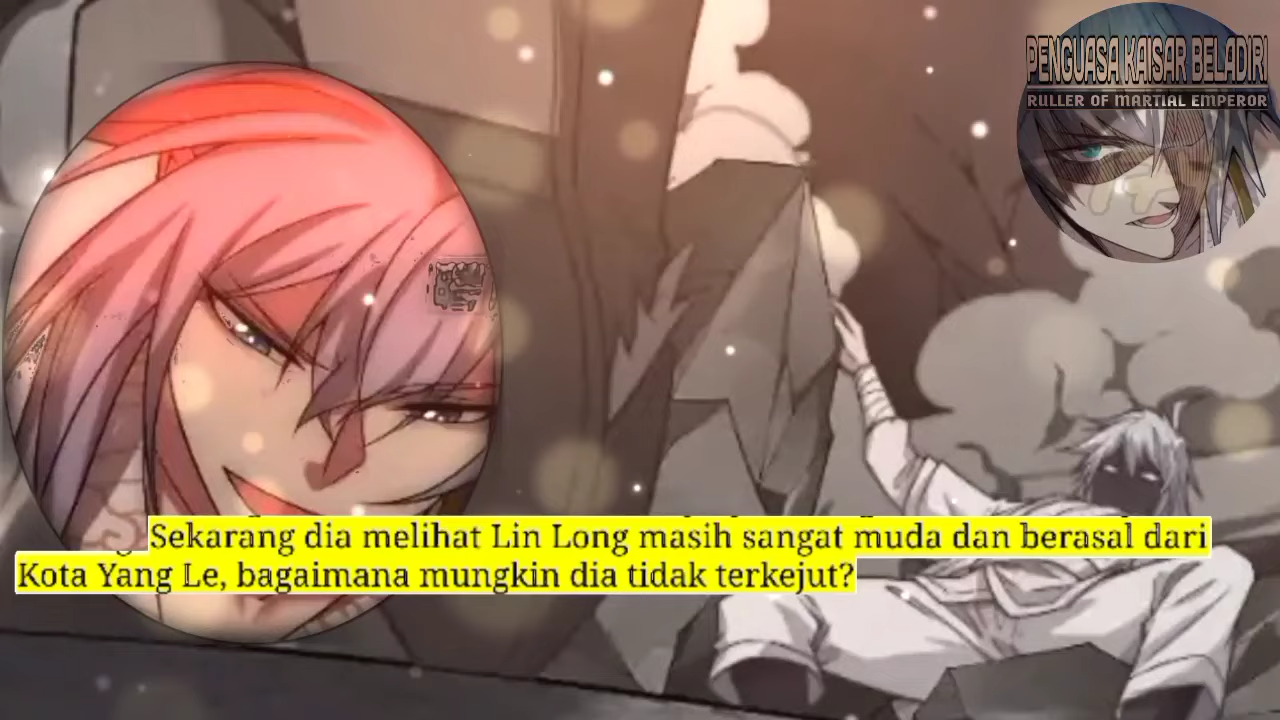 PENGUASA KAISAR BELADIRI
RULLER OF MARTIAL EMPEROR
Sekarang dia melihat Lin Long masih sangat muda dan berasal dari
Kota Yang Le, bagaimana mungkin dia tidak terkejut?